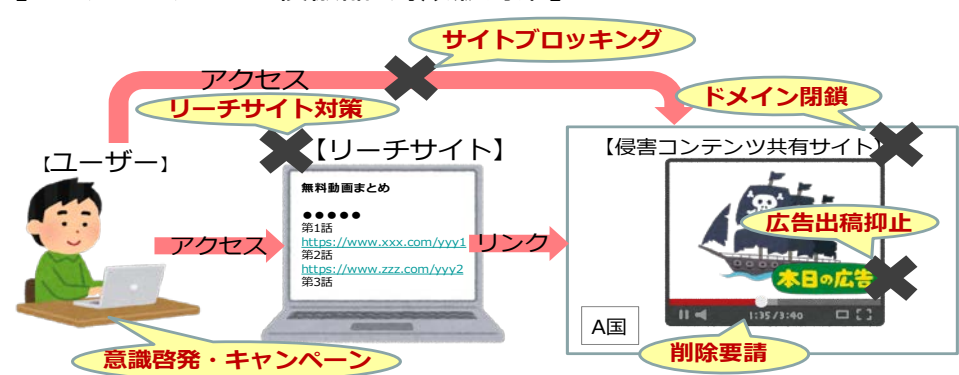 サイトブロッキング
アクセス
リーチサイト対策
ドメイン閉鎖
【ユーザー】
【リーチサイト】
【侵害コンテンツ共有サイト】
無料動画まとめ
●●●●●
第1話
https://www.xxx.com/yyy1
第2話
https://www.zzz.com/yyy2
第3話
アクセス
リンク
広告出稿抑止
本日の広告
1:35/3:40
A国
意識啓発・キャンペーン
削除要請